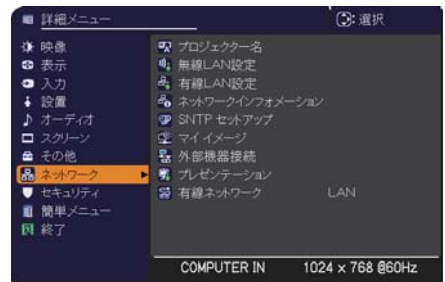 詳細メニュー
:選択
映像
表示
入力
設置
オーディオ
スクリーン
その他
ネットワーク
セキュリティ
簡単メニュー
終了
プロジェクター名
無線LAN設定
有線LAN設定
ネットワークインフォメーション
SNTP セットアップ
マイ イメージ
外部機器接続
プレゼンテーション
有線ネットワーク LAN
COMPUTER IN 1024 x 768 @60Hz